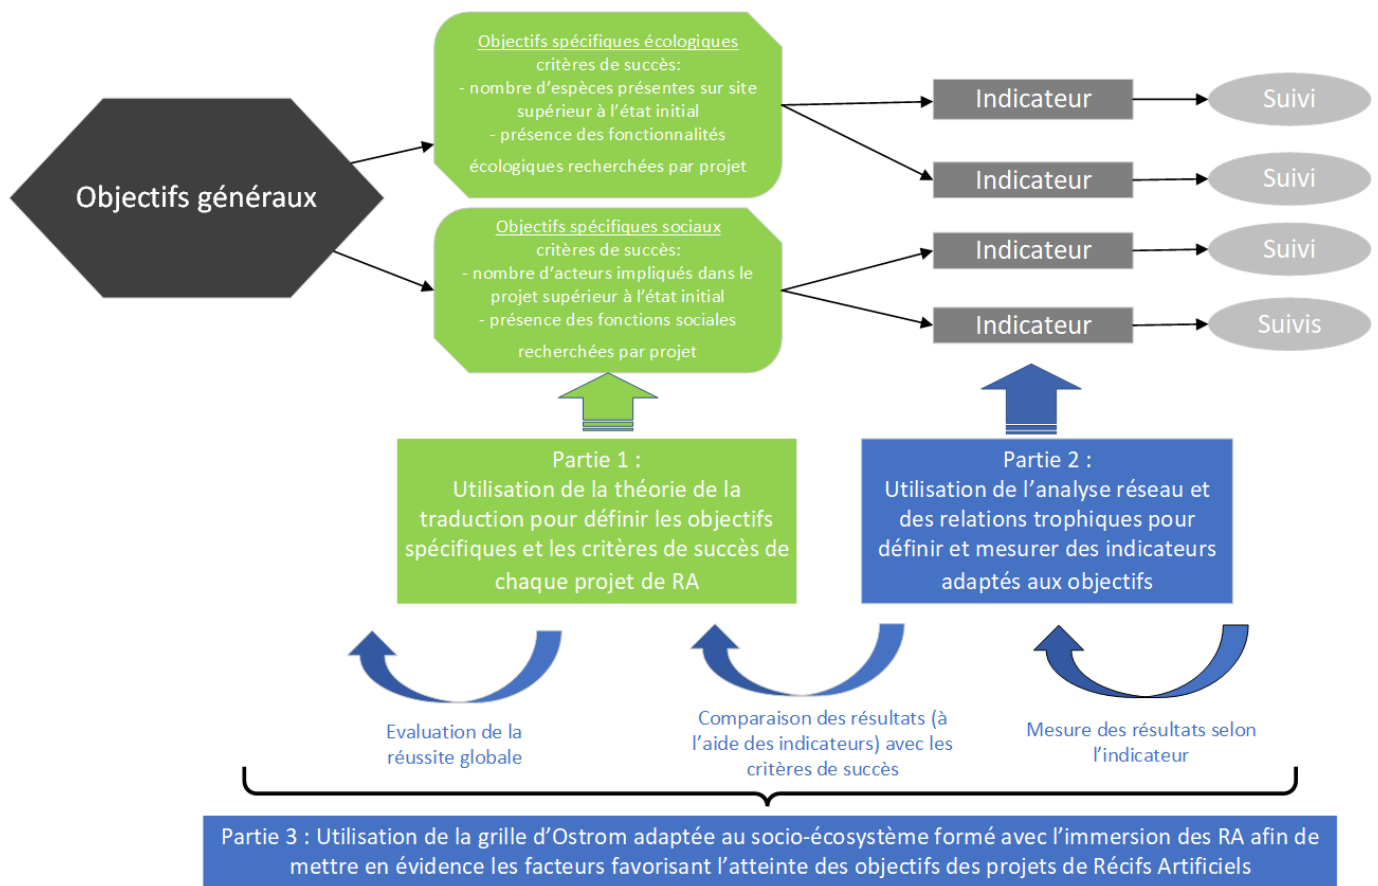 Objectifs généraux
Objectifs spécifiques écologiques
critères de succès:
- nombre d’espèces présentes sur site
supérieur à l’état initial
- présence des fonctionnalités
écologiques recherchées par projet
Objectifs spécifiques sociaux
critères de succès:
- nombre d’acteurs impliqués dans le
projet supérieur à l’état initial
- présence des fonctions sociales
recherchées par projet
Indicateur
Suivi
Indicateur
Suivi
Indicateur
Suivi
Indicateur
Suivis
Partie 1 :
Utilisation de la théorie de la
traduction pour définir les objectifs
spécifiques et les critères de succès de
chaque projet de RA
Partie 2 :
Utilisation de l’analyse réseau et
des relations trophiques pour
définir et mesurer des indicateurs
adaptés aux objectifs
Evaluation de la
réussite globale
Comparaison des résultats (à
l’aide des indicateurs) avec les
critères de succès
Mesure des résultats selon
l’indicateur
Partie 3 : Utilisation de la grille d’Ostrom adaptée au socio-écosystème formé avec l’immersion des RA afin de
mettre en évidence les facteurs favorisant l’atteinte des objectifs des projets de Récifs Artificiels